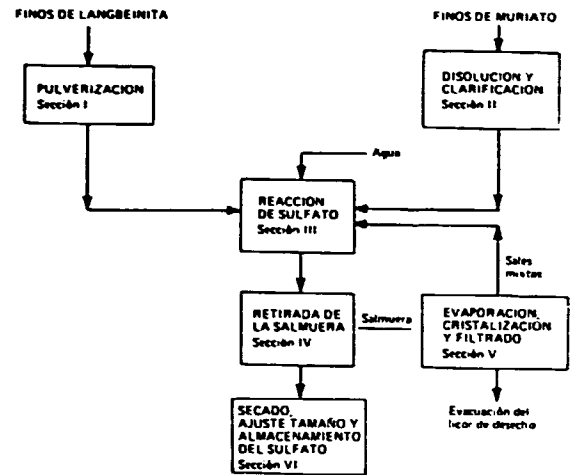 FINOS DE LANGBEINITA
FINOS DE MURIATO
PULVERIZACION
Sección I
DISOLUCION Y
CLARIFICACION
Sección II
Agua
REACCION
DE SULFATO
Sección III
Sales
mixtas
RETIRADA DE
LA SALMUERA
Sección IV
Salmuera
EVAPORACION,
CRISTALIZACIÓN
Y FILTRADO
Sección V
SECADO,
AJUSTE TAMAÑO Y
ALMACENAMIENTO
DEL SULFATO
Sección VI
Evacuación del
licor de desecho